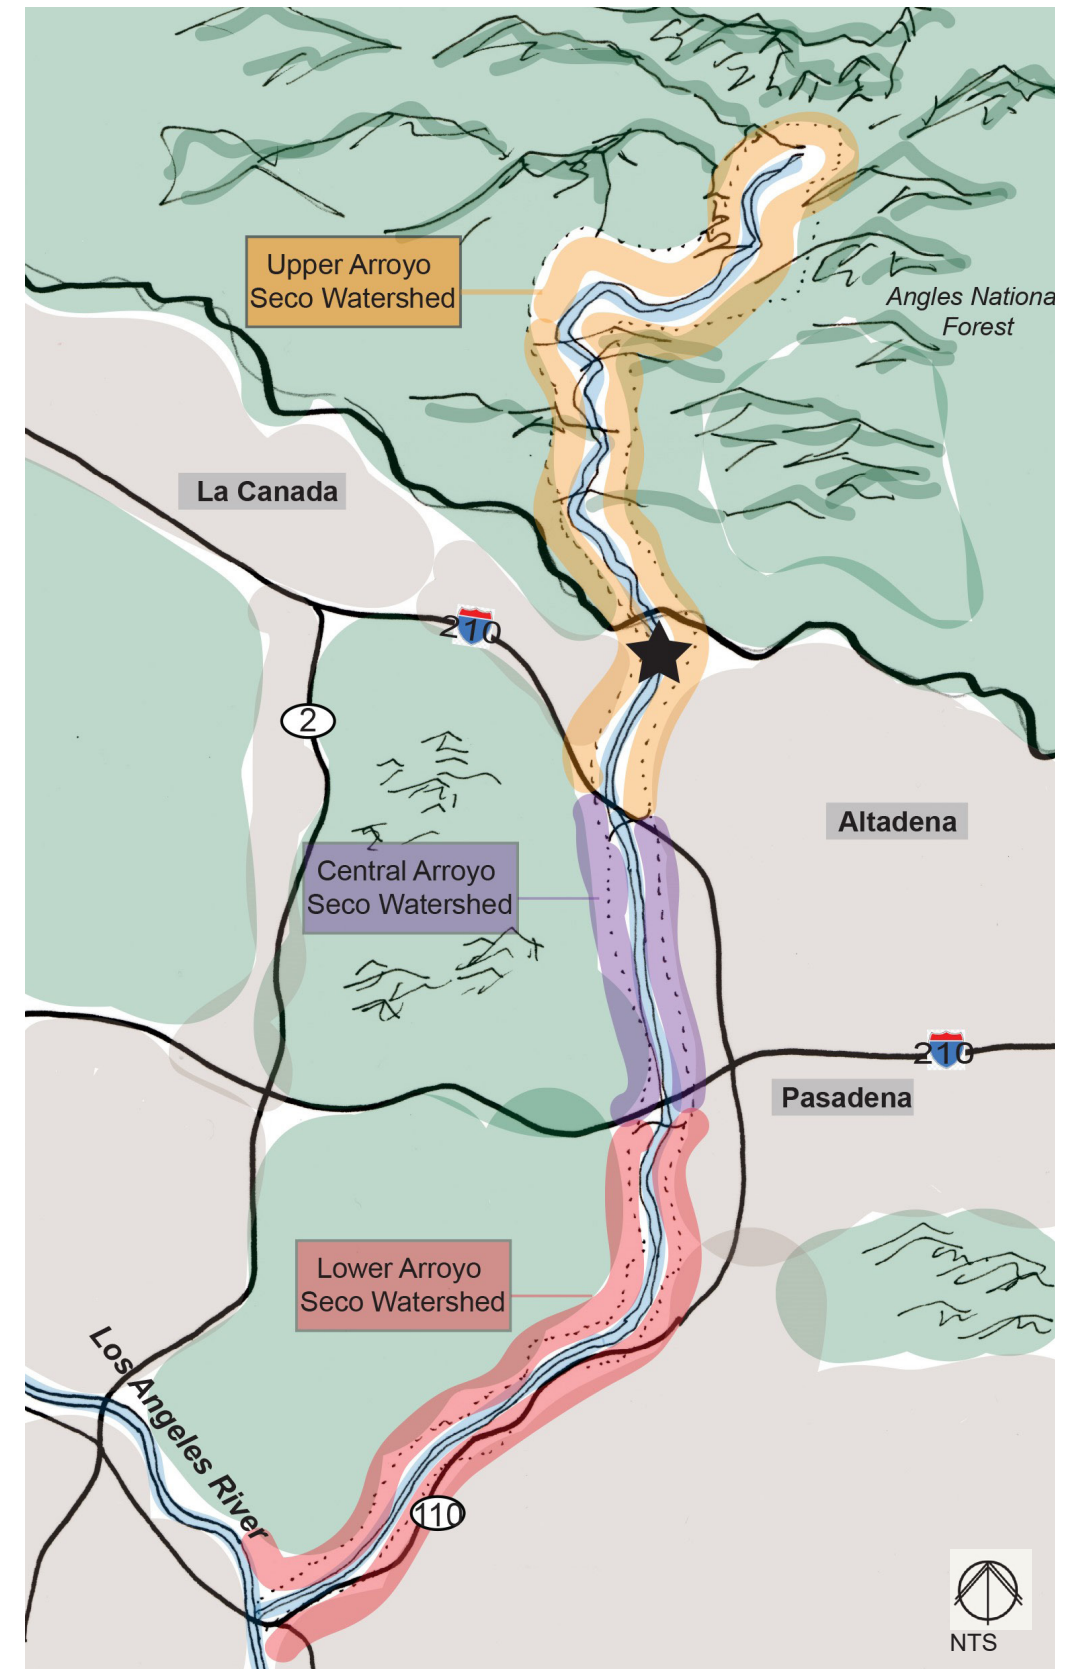 Upper Arroyo
Seco Watershed
Angles Nationa
Forest
La Canada
210
2
Altadena
Central Arroyo
Seco Watershed
210
Pasadena
Lower Arroyo
Seco Watershed
Los Angeles River
110
NTS